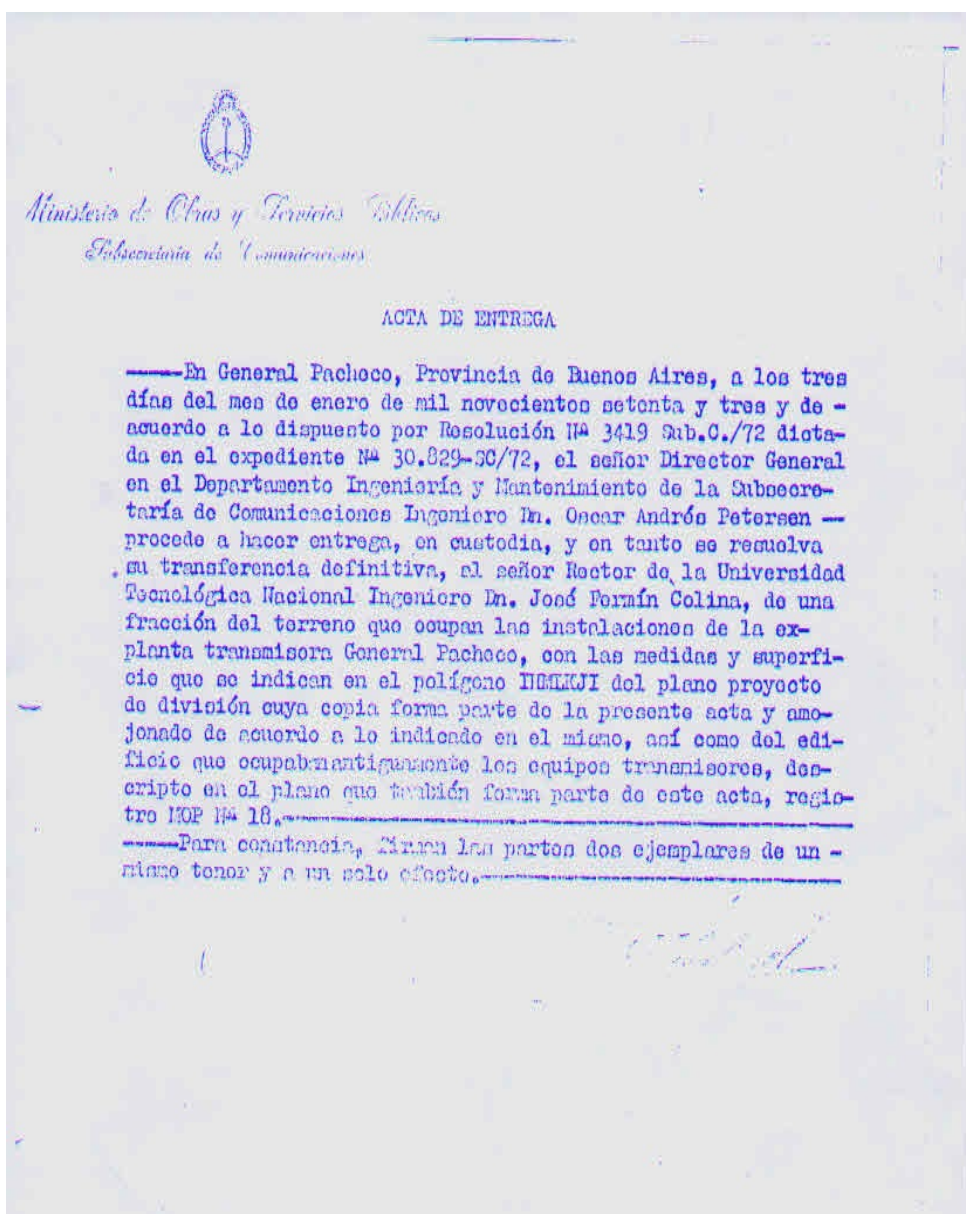 Ministerio de Obras y Servicios Públicos
Subsecretaría de Comunicaciones
ACTA DE ENTREGA
-----En General Pacheco, Provincia de Buenos Aires, a los tres
días del mes de enero de mil novecientos setenta y tres y de -
acuerdo a lo dispuesto por Resolución Nº 3419 Sub.C./72 dicta-
da en el expediente Nº 30.829-SC/72, el señor Director General
en el Departamento Ingeniería y Mantenimiento de la Subsecre-
taría de Comunicaciones Ingeniero Dn. Oscar Andrés Petersen --
procede a hacer entrega, en custodia, y en tanto se resuelva
su transferencia definitiva, al señor Rector de la Universidad
Tecnológica Nacional Ingeniero Dn. José Fermín Colina, de una
fracción del terreno que ocupan las instalaciones de la ex-
planta transmisora General Pacheco, con las medidas y superfi-
cie que se indican en el polígono del plano proyecto
de división cuya copia forma parte de la presente acta y amo-
jonado de acuerdo a lo indicado en el mismo, así como del edi-
ficio que ocupabanantiguamente los equipos transmisores, des-
cripto en el plano que también forma parte de este acta, regis-
tro MOP Nº 18.-----
-----Para constancia, firman las partes dos ejemplares de un -
mismo tenor y a un solo efecto.-----